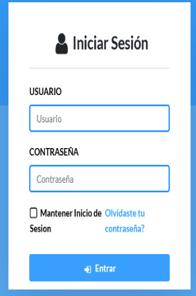 Iniciar Sesión
USUARIO
Usuario
CONTRASEÑA
Contraseña
Mantener Inicio de Sesion
Olvidaste tu contraseña?
Entrar